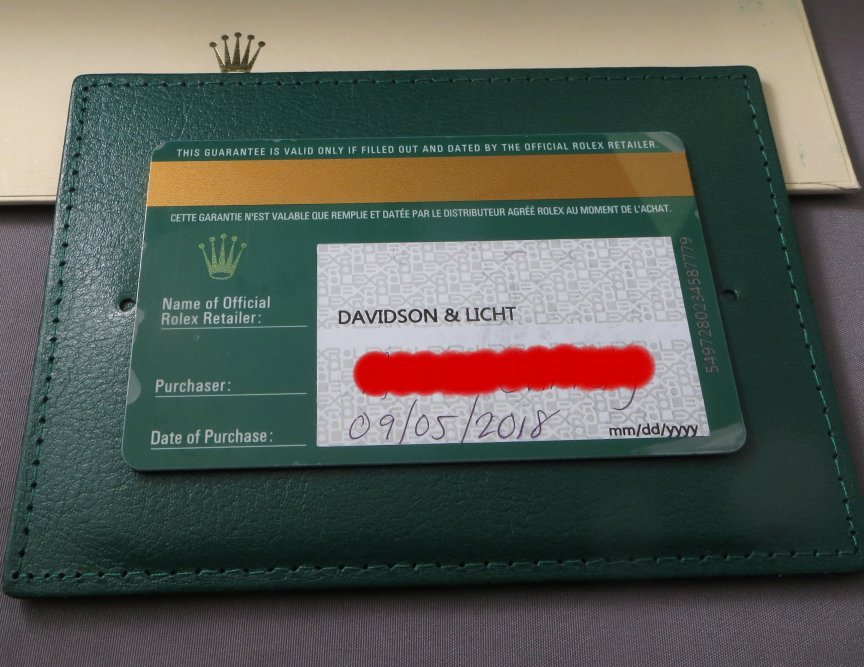 THIS GUARANTEE IS VALID ONLY IF FILLED OUT AND DATED BY THE OFFICIAL ROLEX RETAILER.
CETTE GARANTIE N'EST VALABLE QUE REMPLIE ET DATÉE PAR LE DISTRIBUTEUR AGRÉÉ ROLEX AU MOMENT DE L'ACHAT.
Name of Official
Rolex Retailer:
DAVIDSON & LICHT
Purchaser:
Date of Purchase:
09/05/2018
mm/dd/yyyy
5497280234587779